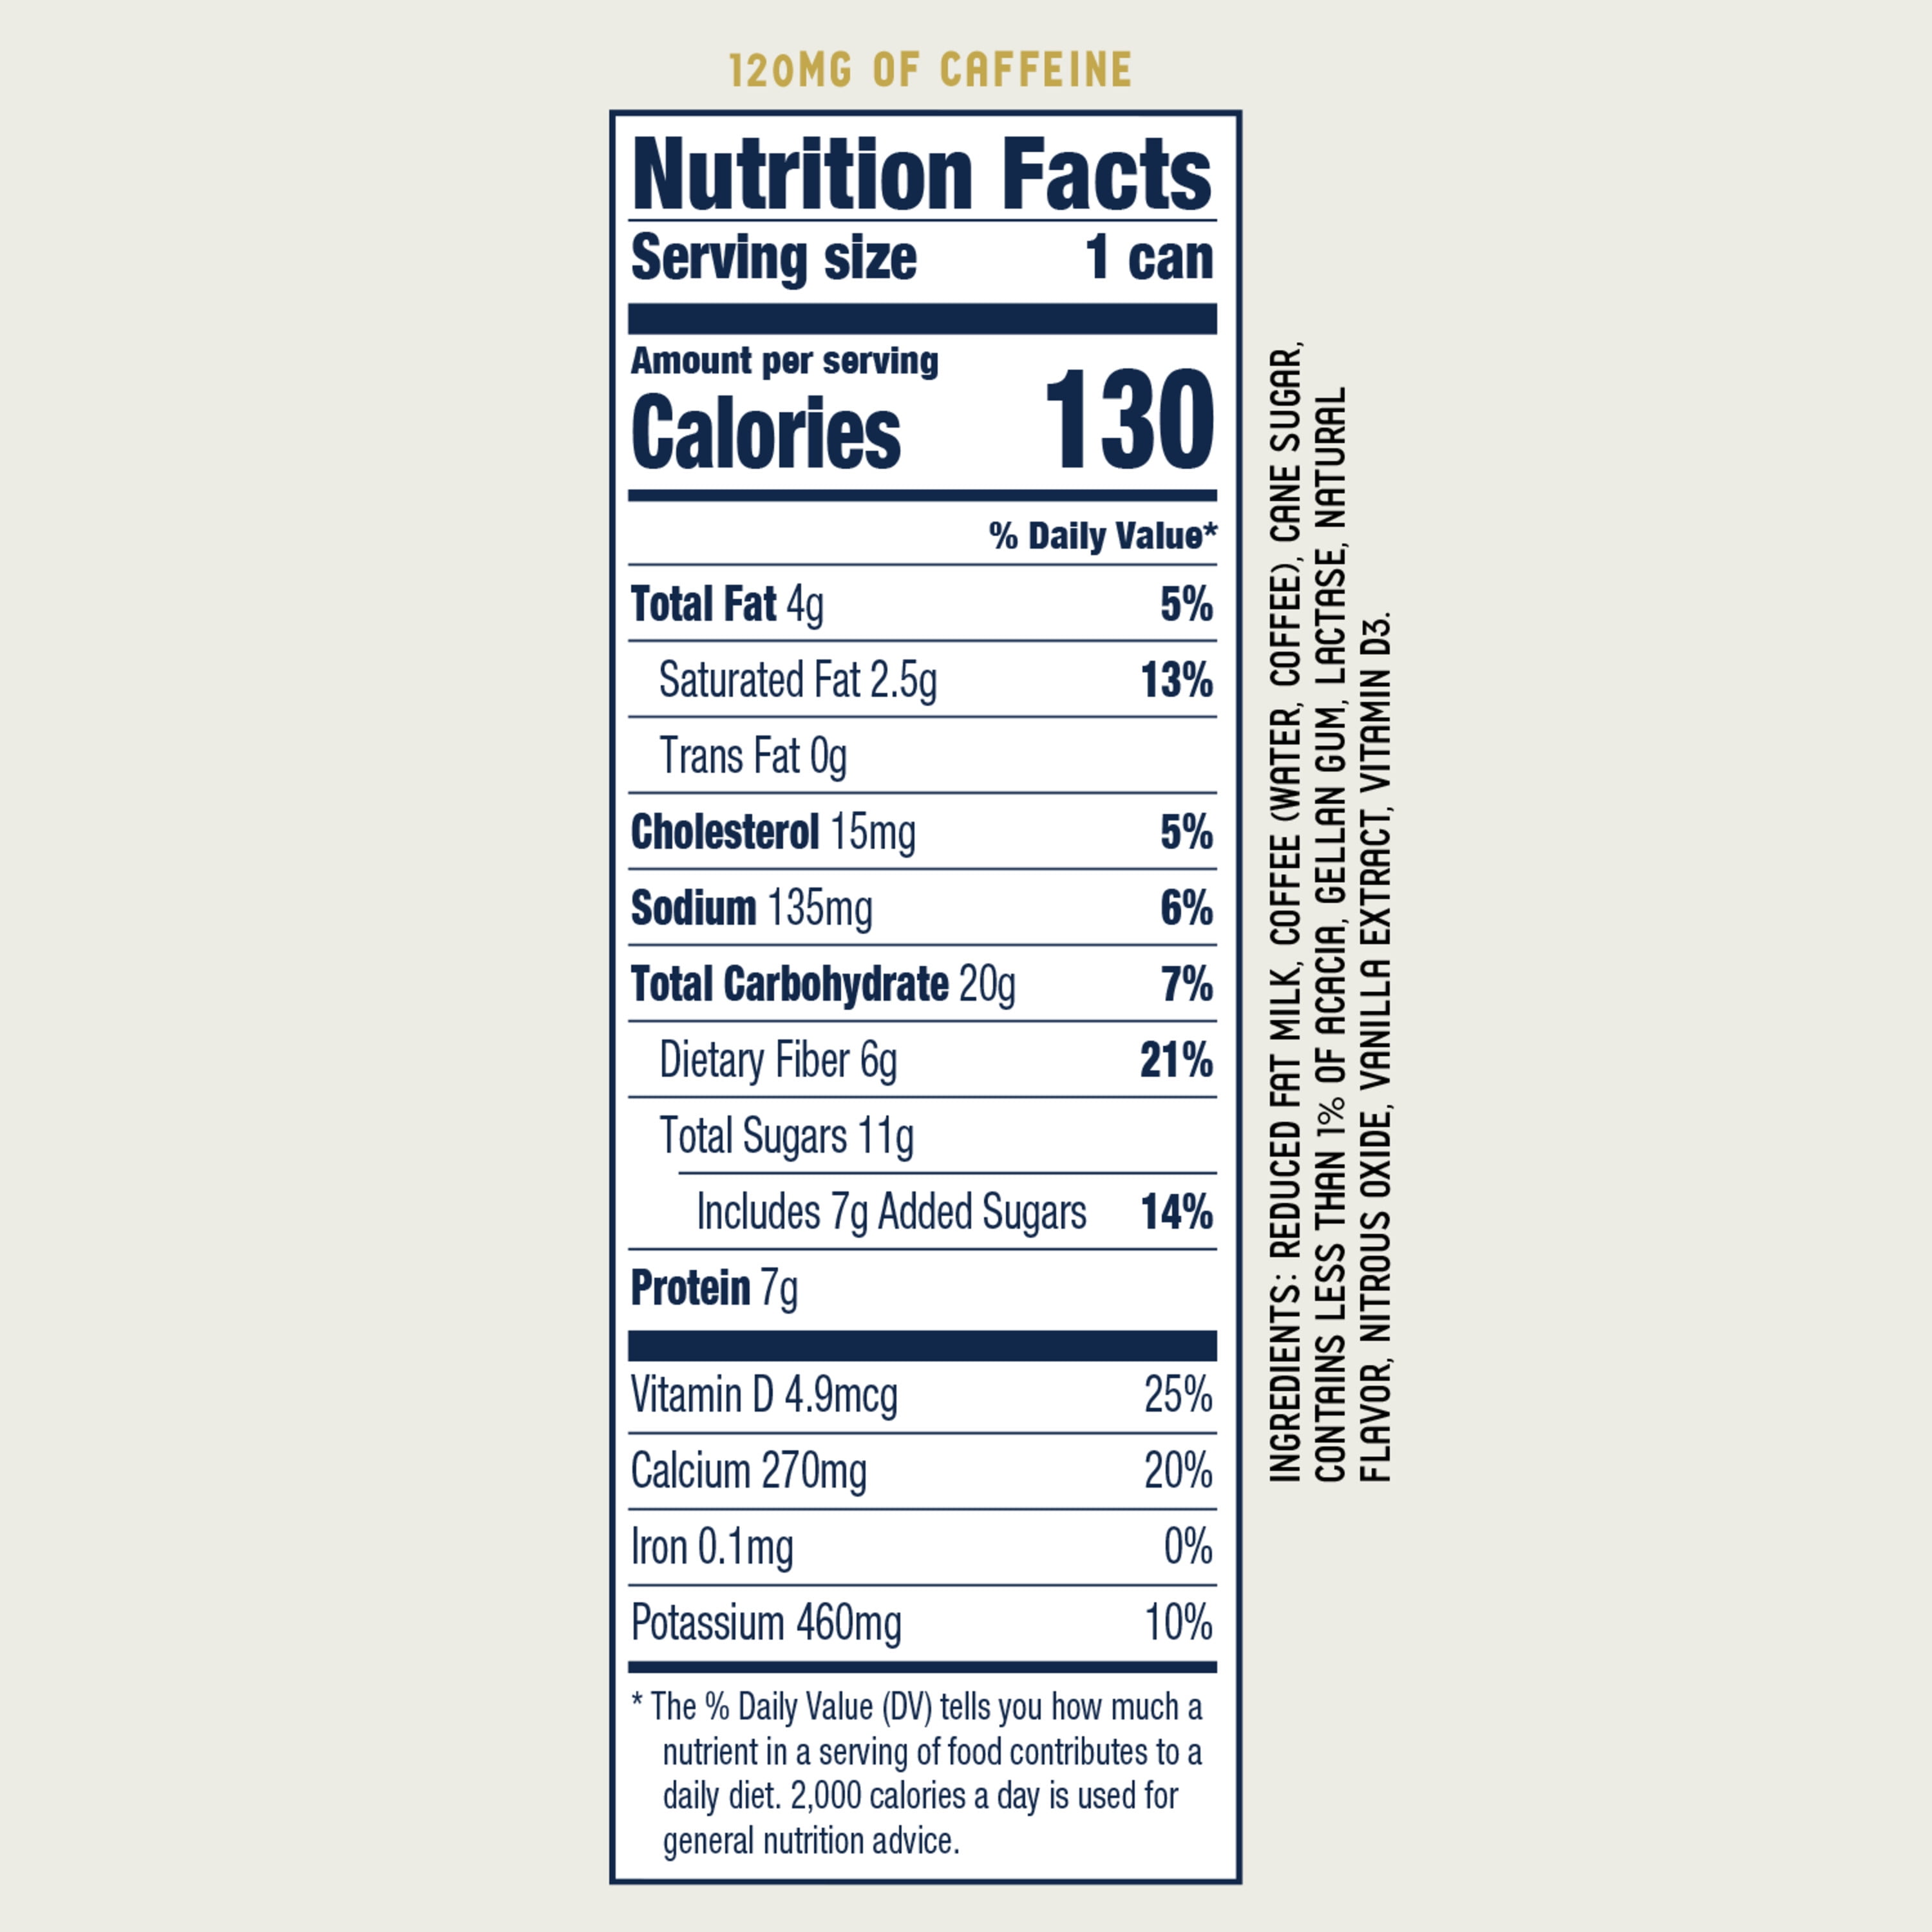 120MG OF CAFFEINE
Nutrition Facts
Serving size 1 can
Amount per serving
Calories 130
% Daily Value*
Total Fat 4g 5%
Saturated Fat 2.5g 13%
Trans Fat 0g
Cholesterol 15mg 5%
Sodium 135mg 6%
Total Carbohydrate 20g 7%
Dietary Fiber 6g 21%
Total Sugars 11g
Includes 7g Added Sugars 14%
Protein 7g
Vitamin D 4.9mcg 25%
Calcium 270mg 20%
Iron 0.1mg 0%
Potassium 460mg 10%
* The % Daily Value (DV) tells you how much a
nutrient in a serving of food contributes to a
daily diet. 2,000 calories a day is used for
general nutrition advice.
INGREDIENTS: REDUCED FAT MILK, COFFEE (WATER, COFFEE), CANE SUGAR,
CONTAINS LESS THAN 1% OF ACACIA, GELLAN GUM, LACTASE, NATURAL
FLAVOR, NITROUS OXIDE, VANILLA EXTRACT, VITAMIN D3.